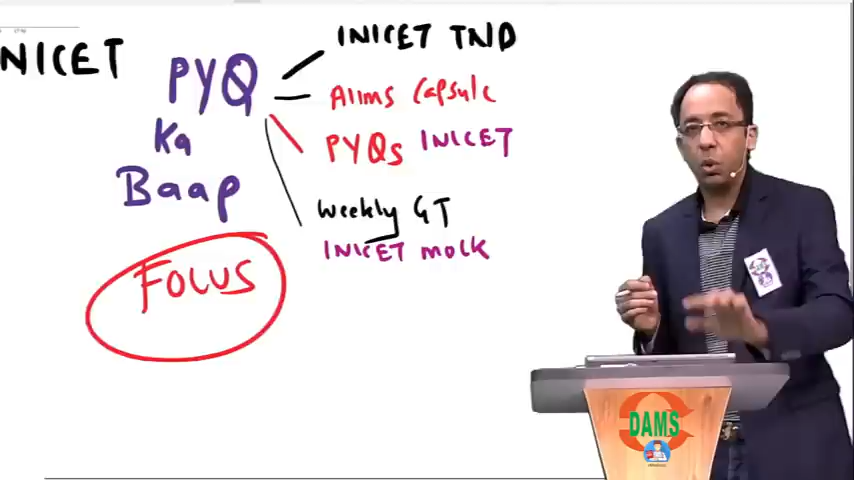 INICET TND
NICET
PYQ
Aiims Capsule
Ka
PYQs INICET
Baap
Weekly GT
INICET mock
FOCUS
DAMS